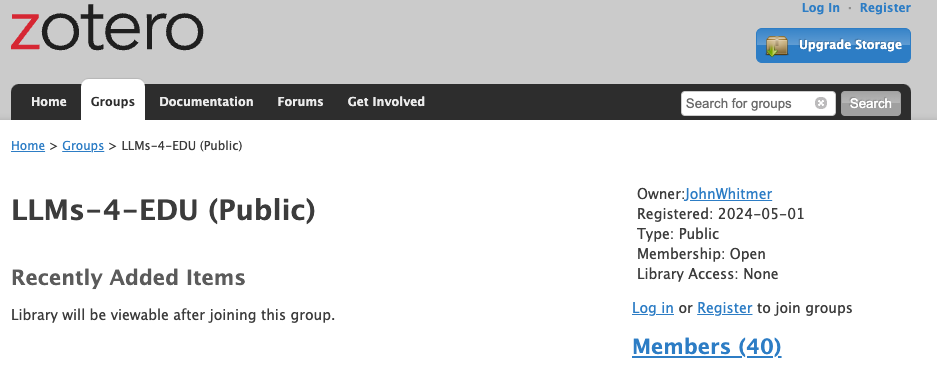 zotero
Log In · Register
Upgrade Storage
Home Groups Documentation Forums Get Involved
Search for groups Search
Home > Groups > LLMs-4-EDU (Public)
LLMs-4-EDU (Public)
Recently Added Items
Library will be viewable after joining this group.
Owner:JohnWhitmer
Registered: 2024-05-01
Type: Public
Membership: Open
Library Access: None
Log in or Register to join groups
Members (40)